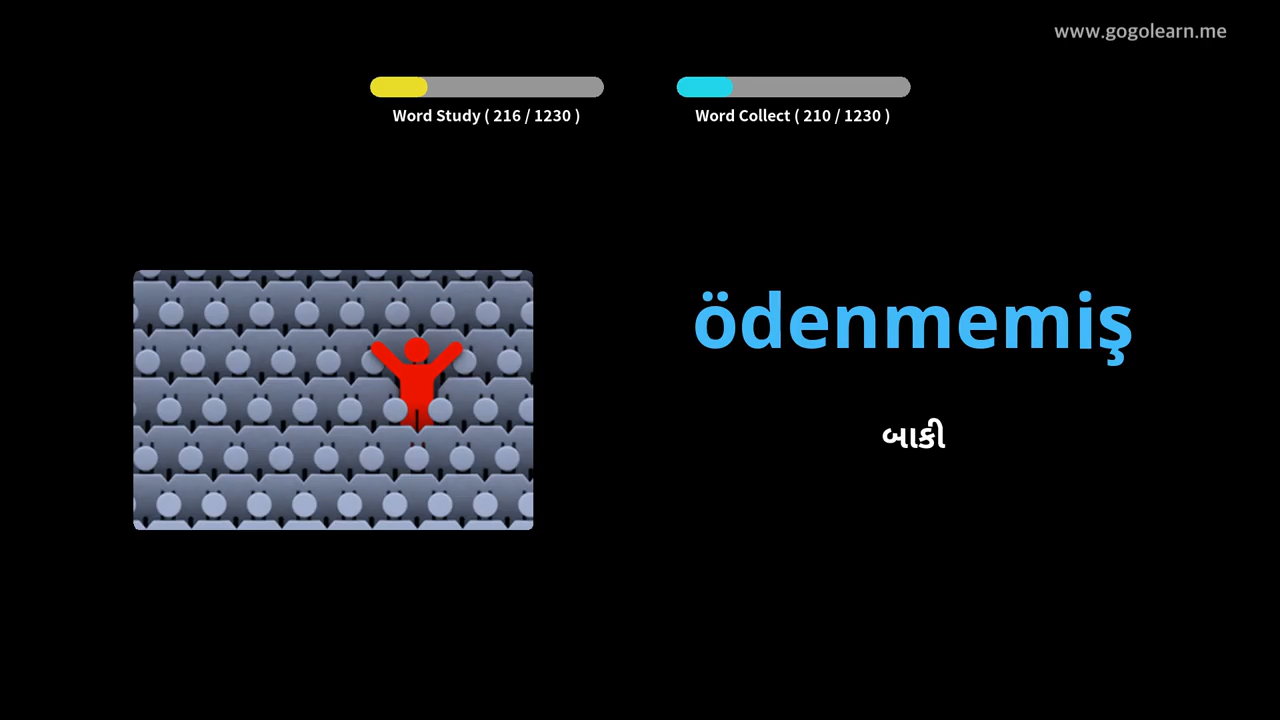 www.gogolearn.me
Word Study ( 216 / 1230 )
Word Collect ( 210 / 1230 )
ödenmemiş
બાકી